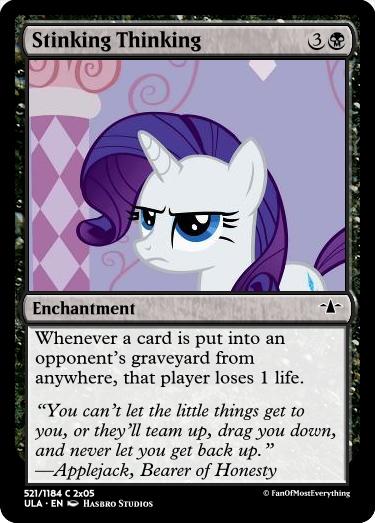 Stinking Thinking 3
Enchantment
Whenever a card is put into an
opponent's graveyard from
anywhere, that player loses 1 life.
“You can't let the little things get to
you, or they'll team up, drag you down,
and never let you get back up.”
—Applejack, Bearer of Honesty
521/1184 C 2x05
ULA • EN Hasbro Studios
© FanOfMostEverything